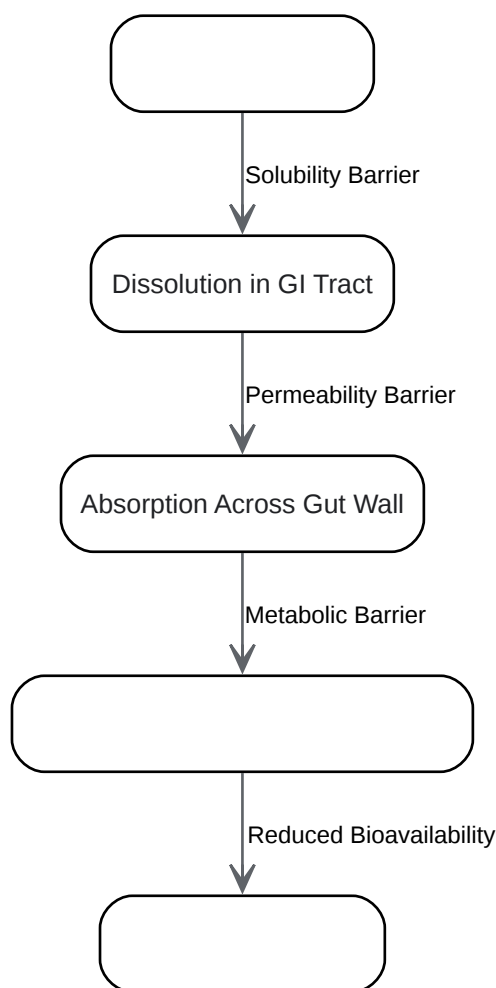 Solubility Barrier
Dissolution in GI Tract
Permeability Barrier
Absorption Across Gut Wall
Metabolic Barrier
Reduced Bioavailability